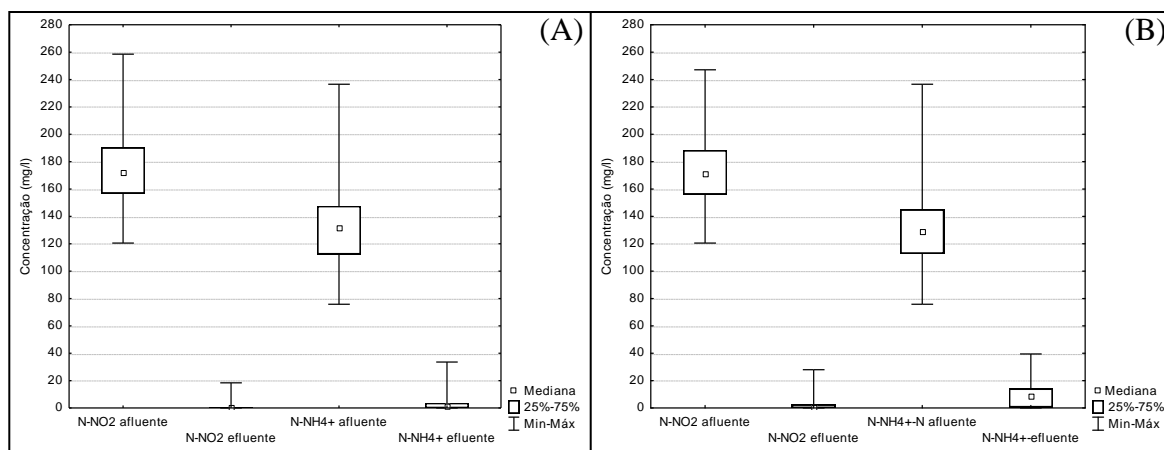 (A)
280
260
240
220
200
180
160
140
120
100
80
60
40
20
0
Concentração (mg/l)
N-NO2 afluente
N-NO2 efluente
N-NH4+ afluente
N-NH4+ efluente
Mediana
25%-75%
Min-Máx
(B)
280
260
240
220
200
180
160
140
120
100
80
60
40
20
0
Concentração (mg/l)
N-NO2 afluente
N-NO2 efluente
N-NH4+-N afluente
N-NH4+-efluente
Mediana
25%-75%
Min-Máx